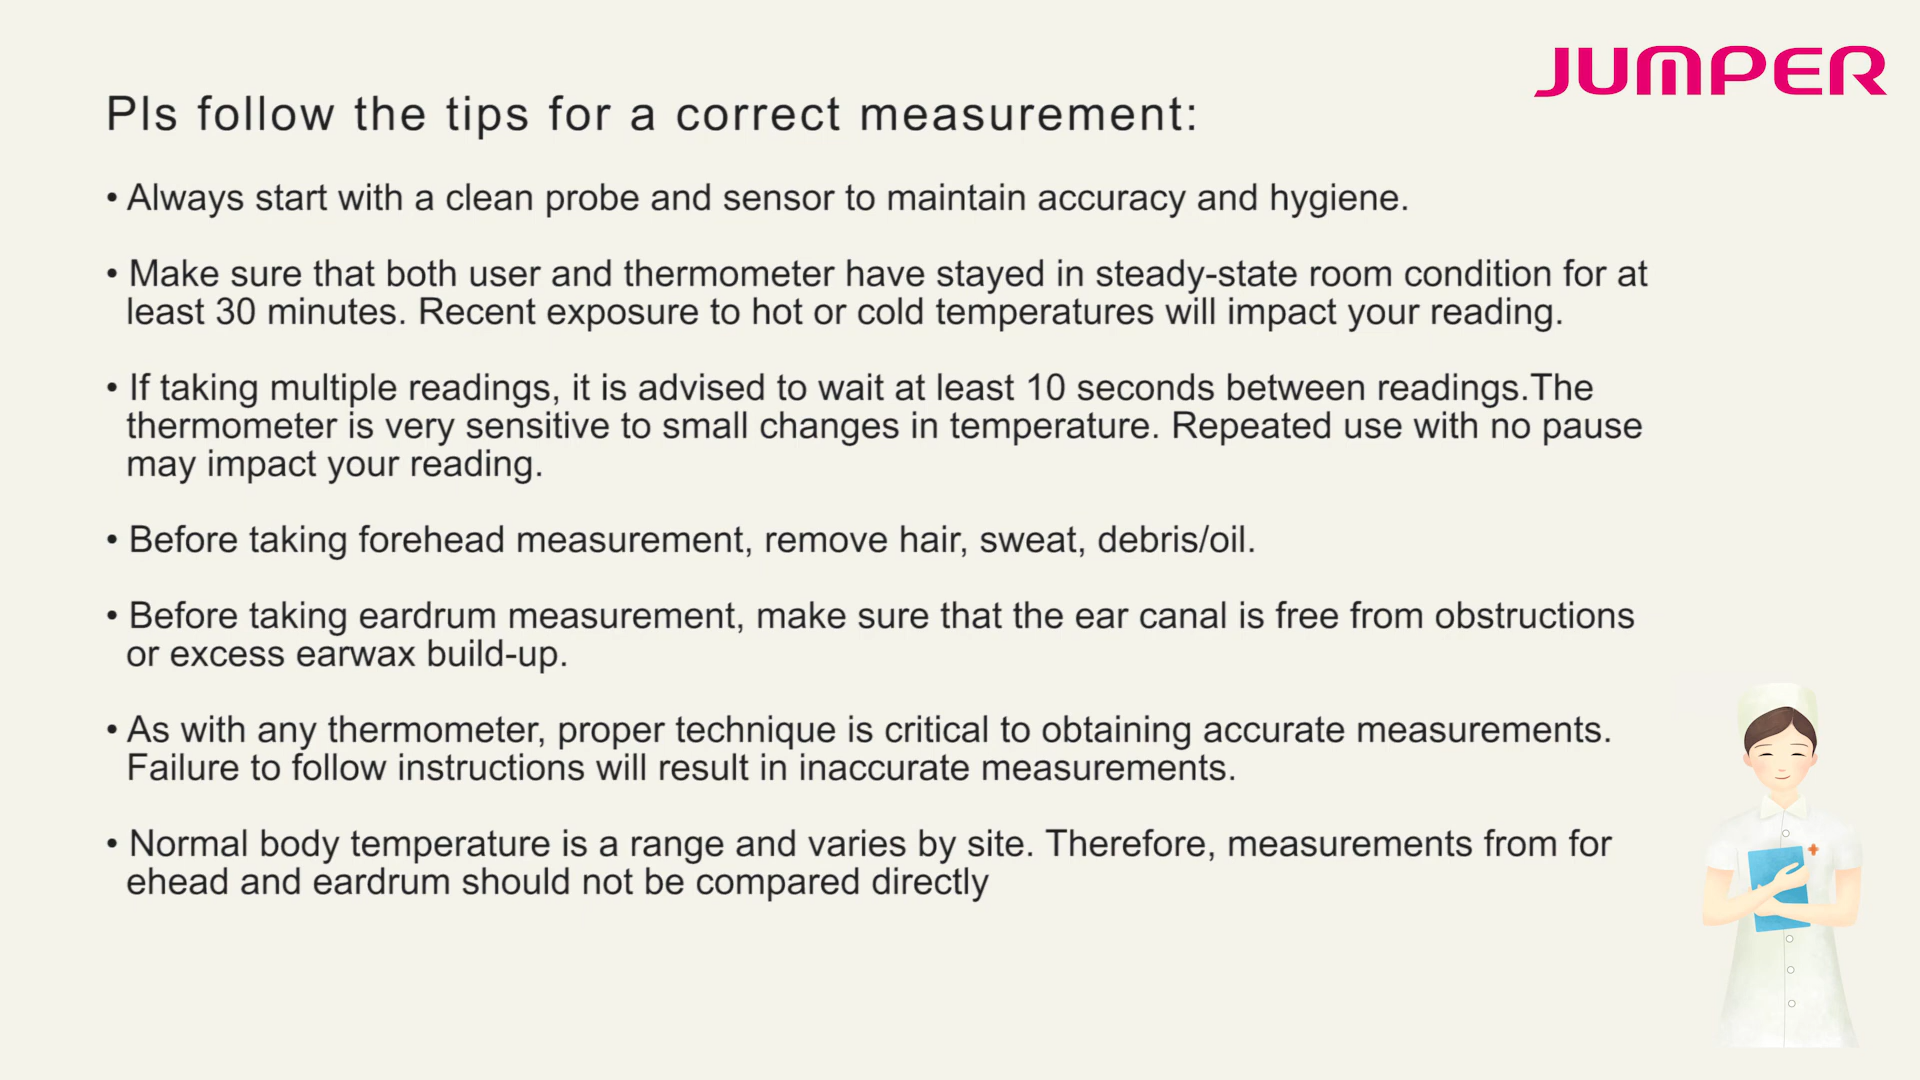 JUMPER
Pls follow the tips for a correct measurement:
• Always start with a clean probe and sensor to maintain accuracy and hygiene.
• Make sure that both user and thermometer have stayed in steady-state room condition for at
least 30 minutes. Recent exposure to hot or cold temperatures will impact your reading.
• If taking multiple readings, it is advised to wait at least 10 seconds between readings.The
thermometer is very sensitive to small changes in temperature. Repeated use with no pause
may impact your reading.
• Before taking forehead measurement, remove hair, sweat, debris/oil.
• Before taking eardrum measurement, make sure that the ear canal is free from obstructions
or excess earwax build-up.
• As with any thermometer, proper technique is critical to obtaining accurate measurements.
Failure to follow instructions will result in inaccurate measurements.
• Normal body temperature is a range and varies by site. Therefore, measurements from for
ehead and eardrum should not be compared directly